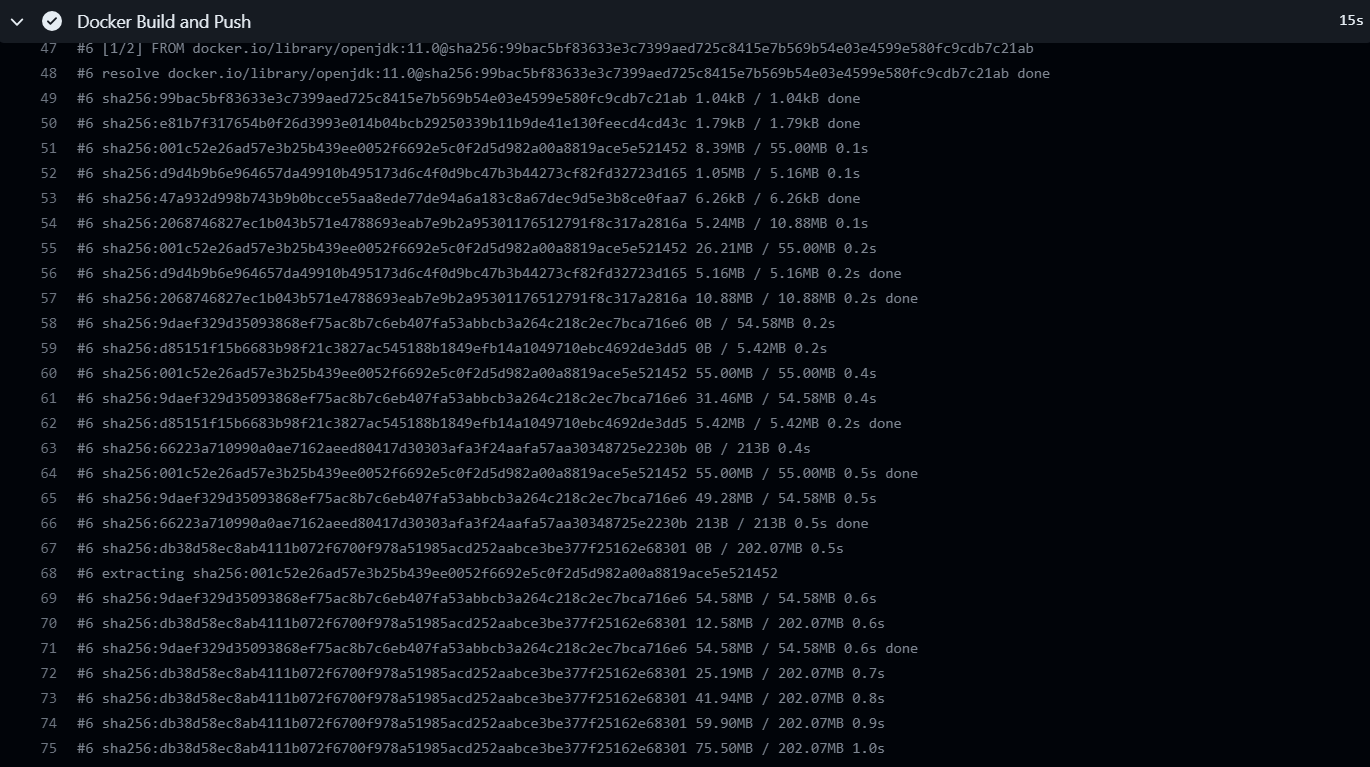 Docker Build and Push
15s
47 #6 [1/2] FROM docker.io/library/openjdk:11.0@sha256:99bac5bf83633e3c7399aed725c8415e7b569b54e03e4599e580fc9cdb7c21ab
48 #6 resolve docker.io/library/openjdk:11.0@sha256:99bac5bf83633e3c7399aed725c8415e7b569b54e03e4599e580fc9cdb7c21ab done
49 #6 sha256:99bac5bf83633e3c7399aed725c8415e7b569b54e03e4599e580fc9cdb7c21ab 1.04kB / 1.04kB done
50 #6 sha256:e81b7f317654b0f26d3993e014b04bcb29250339b11b9de41e130feecd4cd43c 1.79kB / 1.79kB done
51 #6 sha256:001c52e26ad57e3b25b439ee0052f6692e5c0f2d5d982a00a8819ace5e521452 8.39MB / 55.00MB 0.1s
52 #6 sha256:d9d4b9b6e964657da49910b495173d6c4f0d9bc47b3b44273cf82fd32723d165 1.05MB / 5.16MB 0.1s
53 #6 sha256:47a932d998b743b9b0bcce55aa8ede77de94a6a183c8a67dec9d5e3b8ce0faa7 6.26kB / 6.26kB done
54 #6 sha256:2068746827ec1b043b571e4788693eab7e9b2a95301176512791f8c317a2816a 5.24MB / 10.88MB 0.1s
55 #6 sha256:001c52e26ad57e3b25b439ee0052f6692e5c0f2d5d982a00a8819ace5e521452 26.21MB / 55.00MB 0.2s
56 #6 sha256:d9d4b9b6e964657da49910b495173d6c4f0d9bc47b3b44273cf82fd32723d165 5.16MB / 5.16MB 0.2s done
57 #6 sha256:2068746827ec1b043b571e4788693eab7e9b2a95301176512791f8c317a2816a 10.88MB / 10.88MB 0.2s done
58 #6 sha256:9daef329d35093868ef75ac8b7c6eb407fa53abbcb3a264c218c2ec7bca716e6 0B / 54.58MB 0.2s
59 #6 sha256:d85151f15b6683b98f21c3827ac545188b1849efb14a1049710ebc4692de3dd5 0B / 5.42MB 0.2s
60 #6 sha256:001c52e26ad57e3b25b439ee0052f6692e5c0f2d5d982a00a8819ace5e521452 55.00MB / 55.00MB 0.4s
61 #6 sha256:9daef329d35093868ef75ac8b7c6eb407fa53abbcb3a264c218c2ec7bca716e6 31.46MB / 54.58MB 0.4s
62 #6 sha256:d85151f15b6683b98f21c3827ac545188b1849efb14a1049710ebc4692de3dd5 5.42MB / 5.42MB 0.2s done
63 #6 sha256:66223a710990a0ae7162aeed80417d30303afa3f24aafa57aa30348725e2230b 0B / 213B 0.4s
64 #6 sha256:001c52e26ad57e3b25b439ee0052f6692e5c0f2d5d982a00a8819ace5e521452 55.00MB / 55.00MB 0.5s done
65 #6 sha256:9daef329d35093868ef75ac8b7c6eb407fa53abbcb3a264c218c2ec7bca716e6 49.28MB / 54.58MB 0.5s
66 #6 sha256:66223a710990a0ae7162aeed80417d30303afa3f24aafa57aa30348725e2230b 213B / 213B 0.5s done
67 #6 sha256:db38d58ec8ab4111b072f6700f978a51985acd252aabce3be377f25162e68301 0B / 202.07MB 0.5s
68 #6 extracting sha256:001c52e26ad57e3b25b439ee0052f6692e5c0f2d5d982a00a8819ace5e521452
69 #6 sha256:9daef329d35093868ef75ac8b7c6eb407fa53abbcb3a264c218c2ec7bca716e6 54.58MB / 54.58MB 0.6s
70 #6 sha256:db38d58ec8ab4111b072f6700f978a51985acd252aabce3be377f25162e68301 12.58MB / 202.07MB 0.6s
71 #6 sha256:9daef329d35093868ef75ac8b7c6eb407fa53abbcb3a264c218c2ec7bca716e6 54.58MB / 54.58MB 0.6s done
72 #6 sha256:db38d58ec8ab4111b072f6700f978a51985acd252aabce3be377f25162e68301 25.19MB / 202.07MB 0.7s
73 #6 sha256:db38d58ec8ab4111b072f6700f978a51985acd252aabce3be377f25162e68301 41.94MB / 202.07MB 0.8s
74 #6 sha256:db38d58ec8ab4111b072f6700f978a51985acd252aabce3be377f25162e68301 59.90MB / 202.07MB 0.9s
75 #6 sha256:db38d58ec8ab4111b072f6700f978a51985acd252aabce3be377f25162e68301 75.50MB / 202.07MB 1.0s